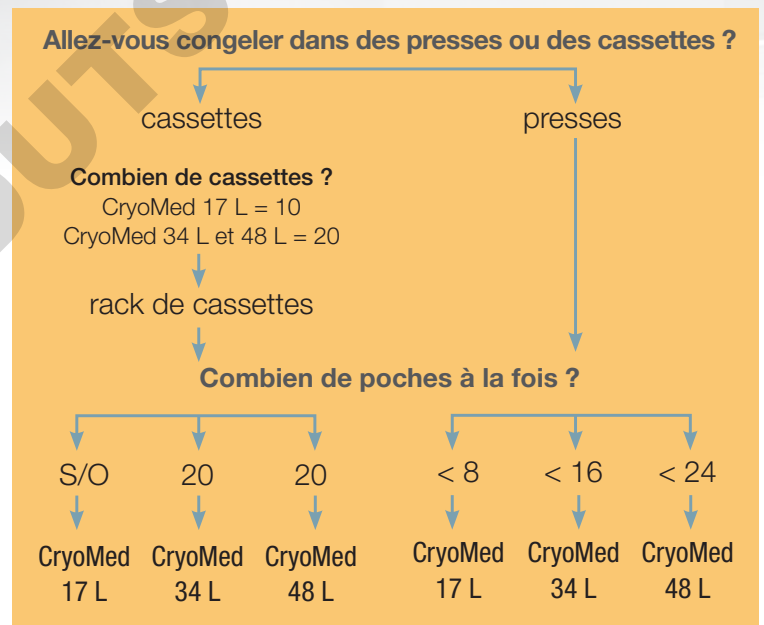 Allez-vous congeler dans des presses ou des cassettes ?
cassettes
presses
Combien de cassettes ?
CryoMed 17 L = 10
CryoMed 34 L et 48 L = 20
rack de cassettes
Combien de poches à la fois ?
S/O 20 20 < 8 < 16 < 24
CryoMed CryoMed CryoMed CryoMed CryoMed CryoMed
17 L 34 L 48 L 17 L 34 L 48 L